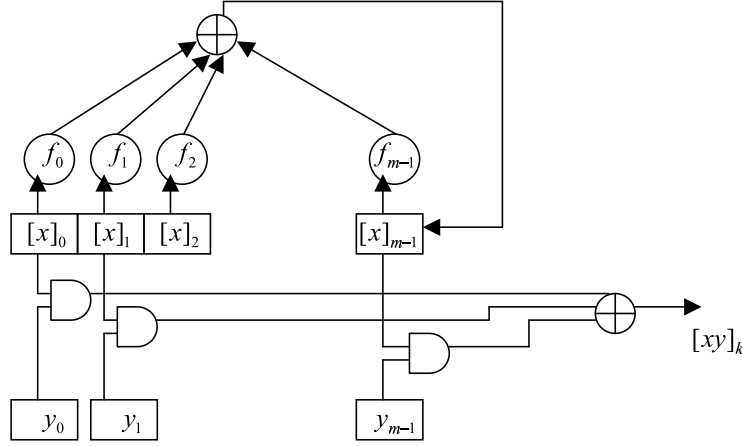 f₀ f₁ f₂ fₘ₋₁
[x]₀ [x]₁ [x]₂ [x]ₘ₋₁
[xy]ₖ
y₀ y₁ yₘ₋₁